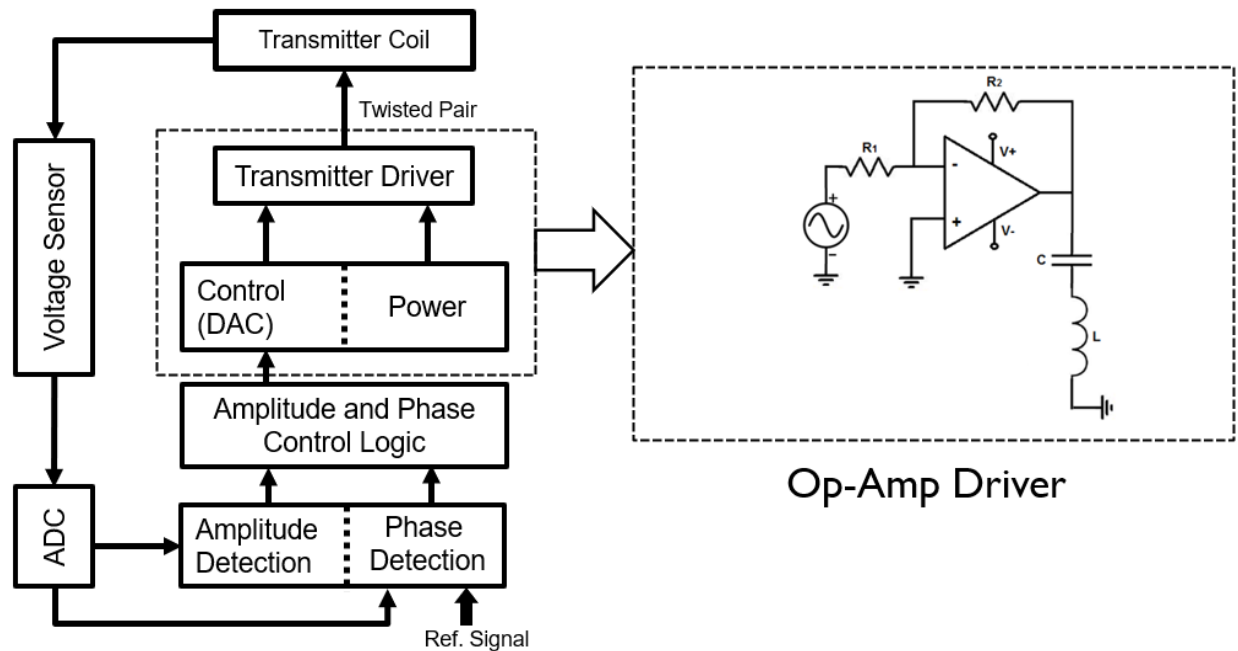 Transmitter Coil
Twisted Pair
Transmitter Driver
Control
(DAC)
Power
Amplitude and Phase
Control Logic
Amplitude
Detection
Phase
Detection
Ref. Signal
Voltage Sensor
ADC
R2
R1
V+
-
+
V-
+
-
C
L
Op-Amp Driver